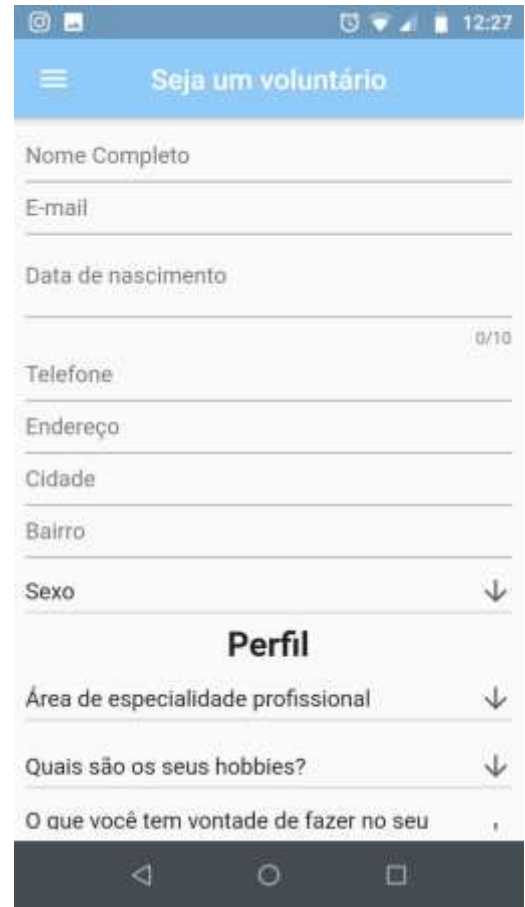 12:27
Seja um voluntário
Nome Completo
E-mail
Data de nascimento
0/10
Telefone
Endereço
Cidade
Bairro
Sexo
Perfil
Área de especialidade profissional
Quais são os seus hobbies?
O que você tem vontade de fazer no seu